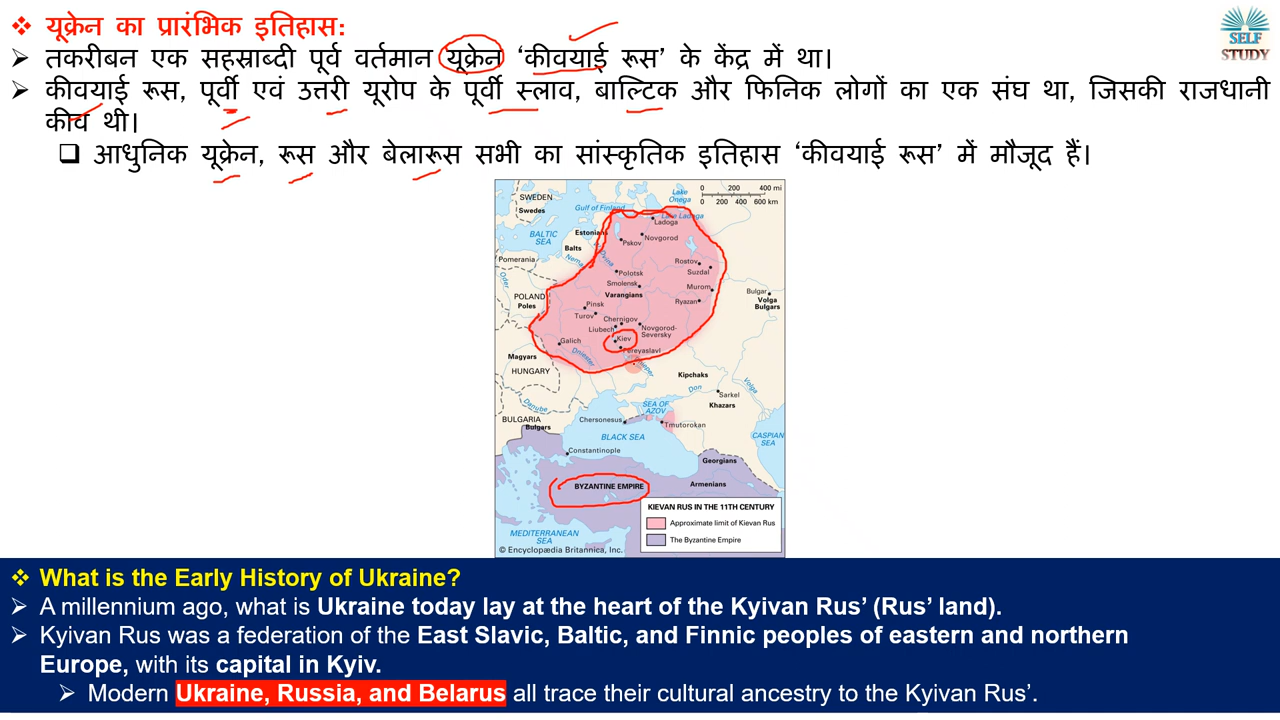 ❖ यूक्रेन का प्रारंभिक इतिहास:
➢ तकरीबन एक सहस्राब्दी पूर्व वर्तमान यूक्रेन ‘कीवयाई रूस’ के केंद्र में था।
➢ कीवयाई रूस, पूर्वी एवं उत्तरी यूरोप के पूर्वी स्लाव, बाल्टिक और फिनिक लोगों का एक संघ था, जिसकी राजधानी
कीव थी।
❑ आधुनिक यूक्रेन, रूस और बेलारूस सभी का सांस्कृतिक इतिहास ‘कीवयाई रूस’ में मौजूद हैं।
SELF
STUDY
SWEDEN
Swedes
Gulf of Finland
Lake
Onega
0 200 400 mi
0 200 400 600 km
Lake Ladoga
Ladoga
Estonians
BALTIC
SEA
Balts
Pskov
Novgorod
Pomerania
Neman
Dvina
Oder
Polotsk
Rostov
Suzdal
Smolensk
Murom
Varangians
Ryazan
Bulgar
Volga
Bulgars
POLAND
Poles
Pinsk
Turov
Chernigov
Liubech
Novgorod-
Seversky
Kiev
Galich
Pereyaslavl
Magyars
HUNGARY
Dniester
Dnieper
Kipchaks
Don
Volga
Sarkel
Khazars
Danube
SEA OF
AZOV
BULGARIA
Bulgars
Chersonesus
Tmutorokan
BLACK SEA
CASPIAN
SEA
Constantinople
Georgians
BYZANTINE EMPIRE
Armenians
MEDITERRANEAN
SEA
KIEVAN RUS IN THE 11TH CENTURY
Approximate limit of Kievan Rus
The Byzantine Empire
© Encyclopædia Britannica, Inc.
❖ What is the Early History of Ukraine?
➢ A millennium ago, what is Ukraine today lay at the heart of the Kyivan Rus’ (Rus’ land).
➢ Kyivan Rus was a federation of the East Slavic, Baltic, and Finnic peoples of eastern and northern
Europe, with its capital in Kyiv.
➢ Modern Ukraine, Russia, and Belarus all trace their cultural ancestry to the Kyivan Rus’.